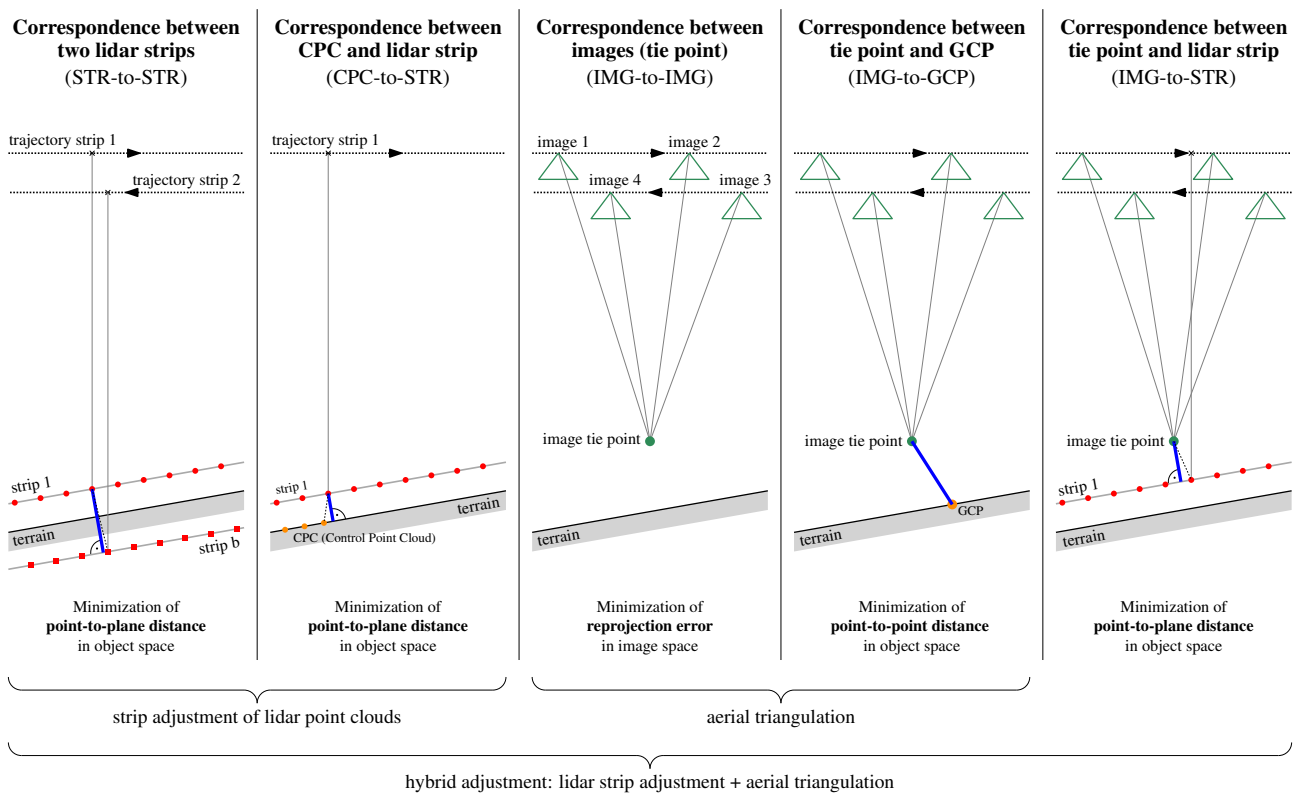 Correspondence between
two lidar strips
(STR-to-STR)
trajectory strip 1
trajectory strip 2
strip 1
terrain
strip b
Minimization of
point-to-plane distance
in object space
Correspondence between
CPC and lidar strip
(CPC-to-STR)
trajectory strip 1
strip 1
terrain
CPC (Control Point Cloud)
Minimization of
point-to-plane distance
in object space
Correspondence between
images (tie point)
(IMG-to-IMG)
image 1
image 2
image 4
image 3
image tie point
terrain
Minimization of
reprojection error
in image space
Correspondence between
tie point and GCP
(IMG-to-GCP)
image tie point
GCP
terrain
Minimization of
point-to-point distance
in object space
Correspondence between
tie point and lidar strip
(IMG-to-STR)
image tie point
strip 1
terrain
Minimization of
point-to-plane distance
in object space
strip adjustment of lidar point clouds
aerial triangulation
hybrid adjustment: lidar strip adjustment + aerial triangulation